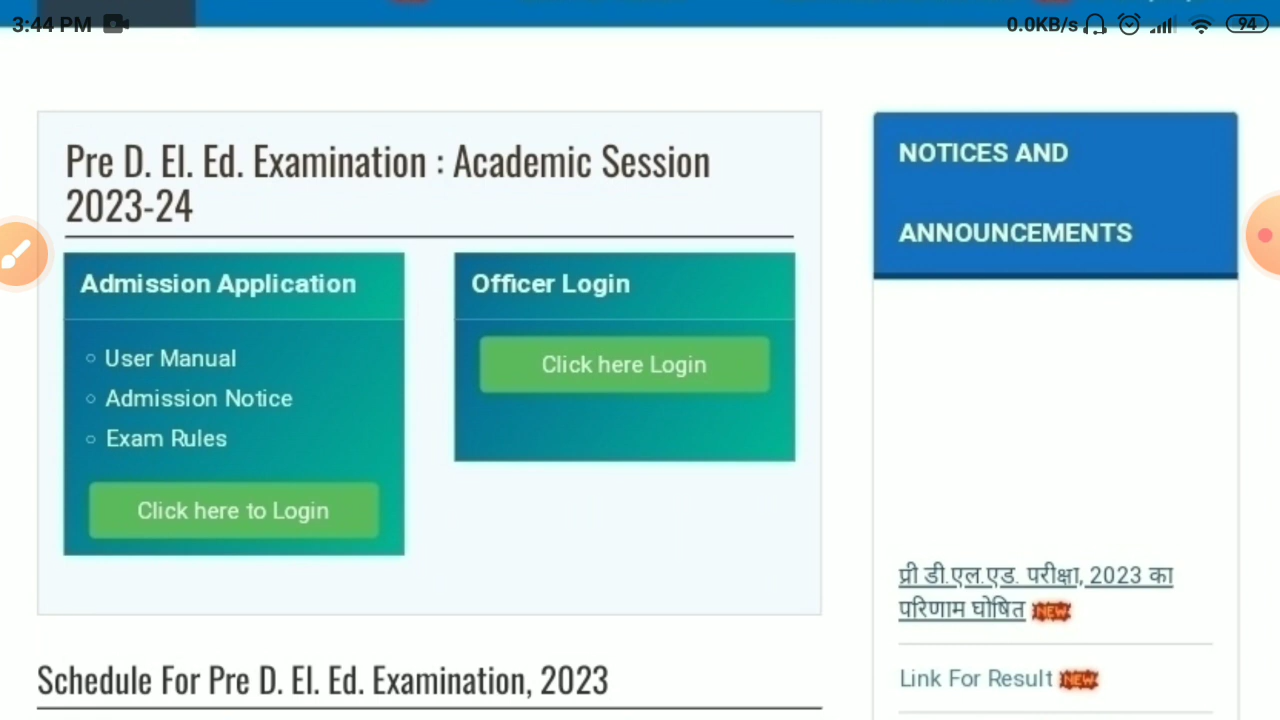 3:44 PM
0.0KB/s
94
Pre D. El. Ed. Examination : Academic Session
2023-24
Admission Application
User Manual
Admission Notice
Exam Rules
Click here to Login
Officer Login
Click here Login
Schedule For Pre D. El. Ed. Examination, 2023
NOTICES AND
ANNOUNCEMENTS
प्री डी.एल.एड. परीक्षा, 2023 का
परिणाम घोषित NEW
Link For Result NEW